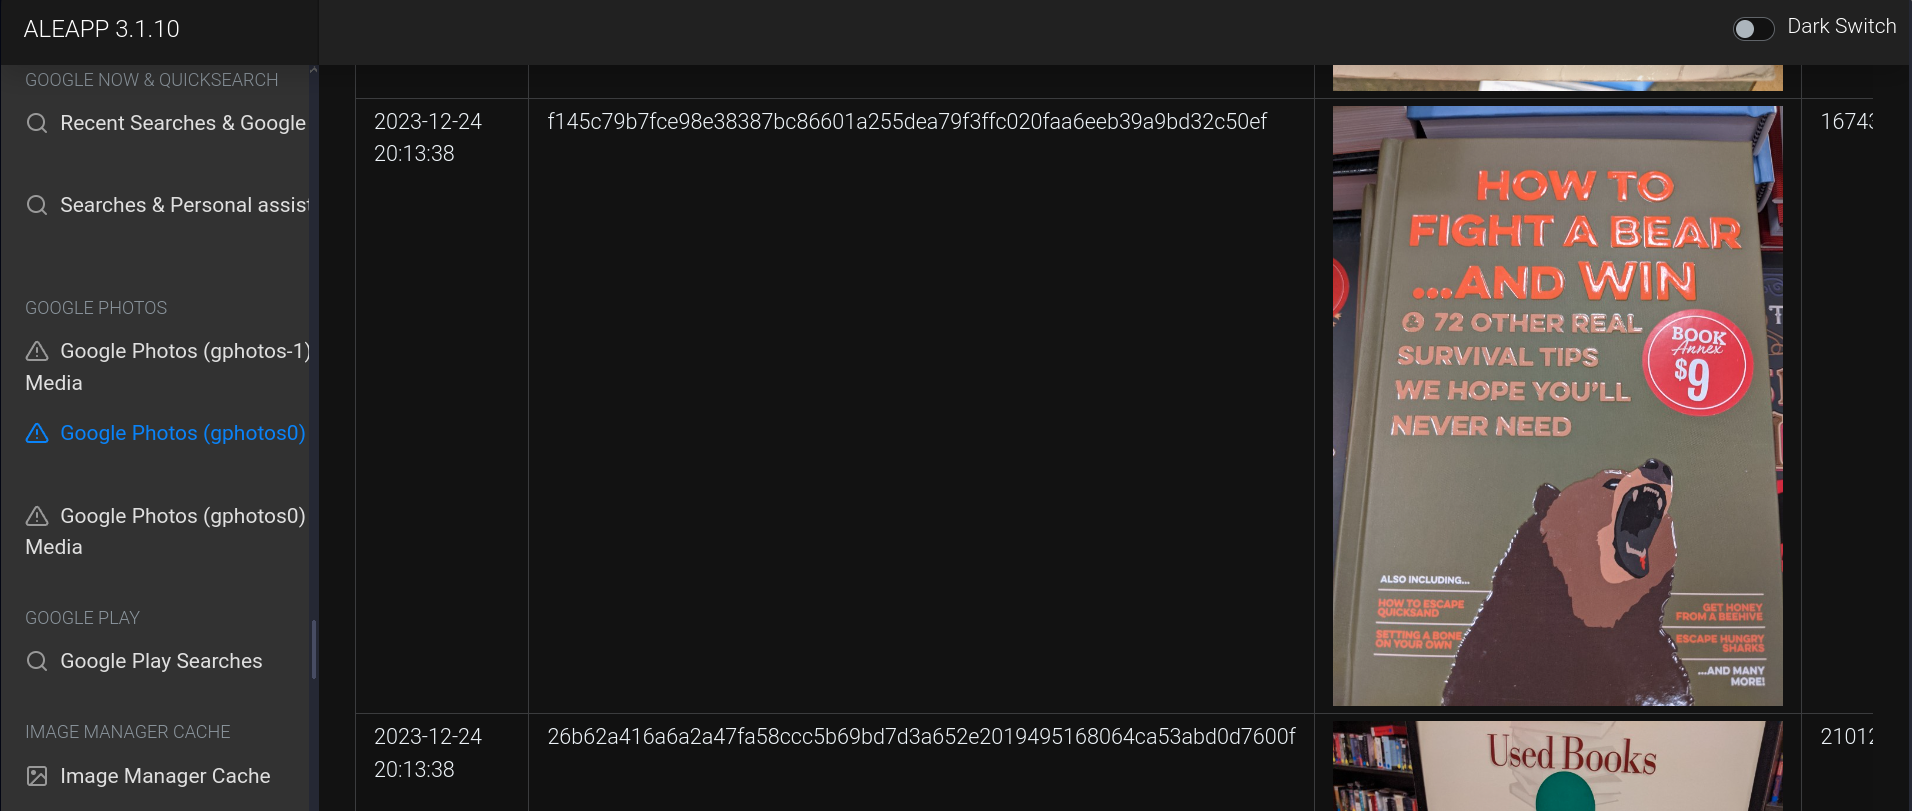 ALEAPP 3.1.10
Dark Switch
GOOGLE NOW & QUICKSEARCH
Recent Searches & Google
Searches & Personal assist
GOOGLE PHOTOS
Google Photos (gphotos-1)
Media
Google Photos (gphotos0)
Google Photos (gphotos0)
Media
GOOGLE PLAY
Google Play Searches
IMAGE MANAGER CACHE
Image Manager Cache
2023-12-24
20:13:38
f145c79b7fce98e38387bc86601a255dea79f3ffc020faa6eeb39a9bd32c50ef
HOW TO
FIGHT A BEAR
...AND WIN
& 72 OTHER REAL
SURVIVAL TIPS
WE HOPE YOU'LL
NEVER NEED
BOOK
Annex
$9
ALSO INCLUDING...
HOW TO ESCAPE
QUICKSAND
SETTING A BONE
ON YOUR OWN
GET HONEY
FROM A BEEHIVE
ESCAPE HUNGRY
SHARKS
...AND MANY
MORE!
1674
2023-12-24
20:13:38
26b62a416a6a2a47fa58ccc5b69bd7d3a652e2019495168064ca53abd0d7600f
Used Books
2101